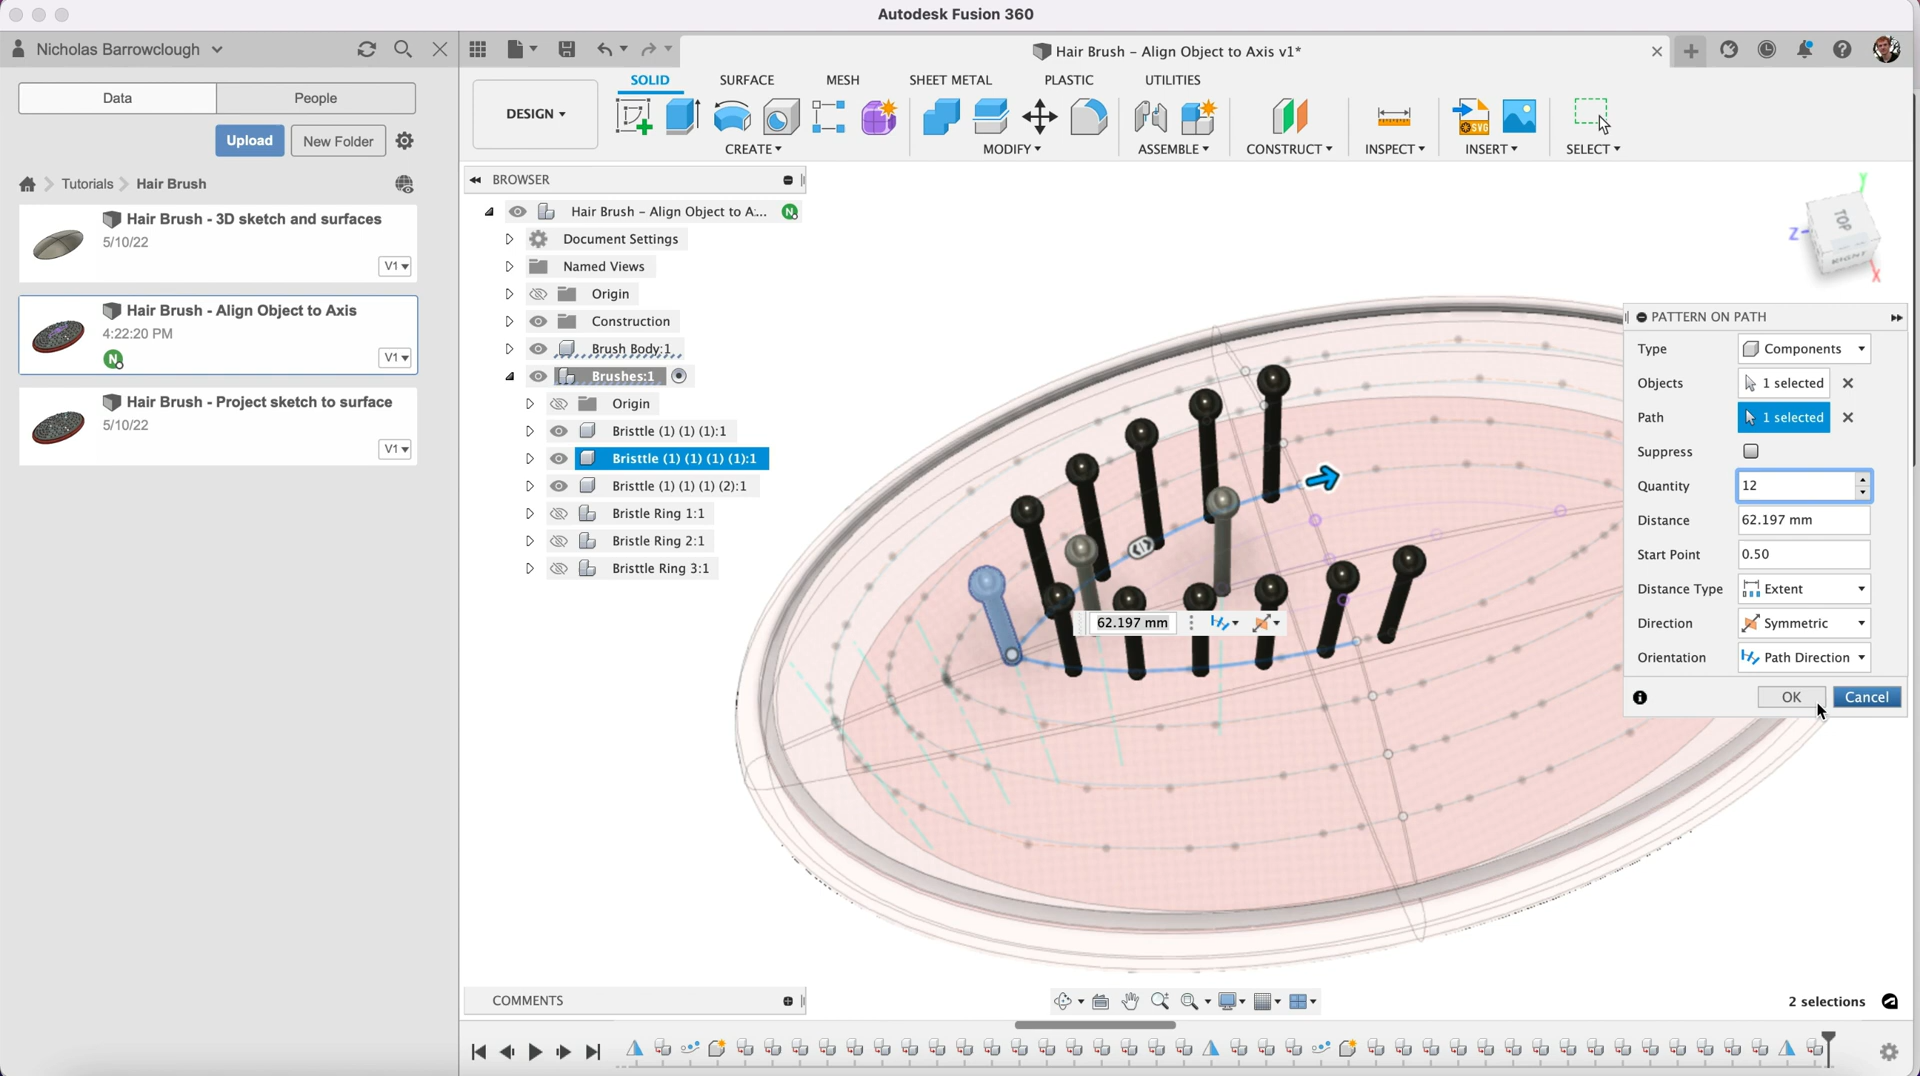 Autodesk Fusion 360
Nicholas Barrowclough
Hair Brush – Align Object to Axis v1*
Data
People
Upload
New Folder
Tutorials
Hair Brush
Hair Brush - 3D sketch and surfaces
5/10/22
V1
Hair Brush - Align Object to Axis
4:22:20 PM
N
V1
Hair Brush - Project sketch to surface
5/10/22
V1
DESIGN
SOLID
SURFACE
MESH
SHEET METAL
PLASTIC
UTILITIES
SVG
CREATE
MODIFY
ASSEMBLE
CONSTRUCT
INSPECT
INSERT
SELECT
BROWSER
Hair Brush – Align Object to A:...
N
Document Settings
Named Views
Origin
Construction
Brush Body:1
Brushes:1
Origin
Bristtle (1) (1) (1):1
Bristtle (1) (1) (1) (1):1
Bristtle (1) (1) (1) (2):1
Bristle Ring 1:1
Bristle Ring 2:1
Bristtle Ring 3:1
Y
Z
X
TOP
RIGHT
62.197 mm
PATTERN ON PATH
Type
Components
Objects
1 selected
Path
1 selected
Suppress
Quantity
12
Distance
62.197 mm
Start Point
0.50
Distance Type
Extent
Direction
Symmetric
Orientation
Path Direction
OK
Cancel
COMMENTS
2 selections